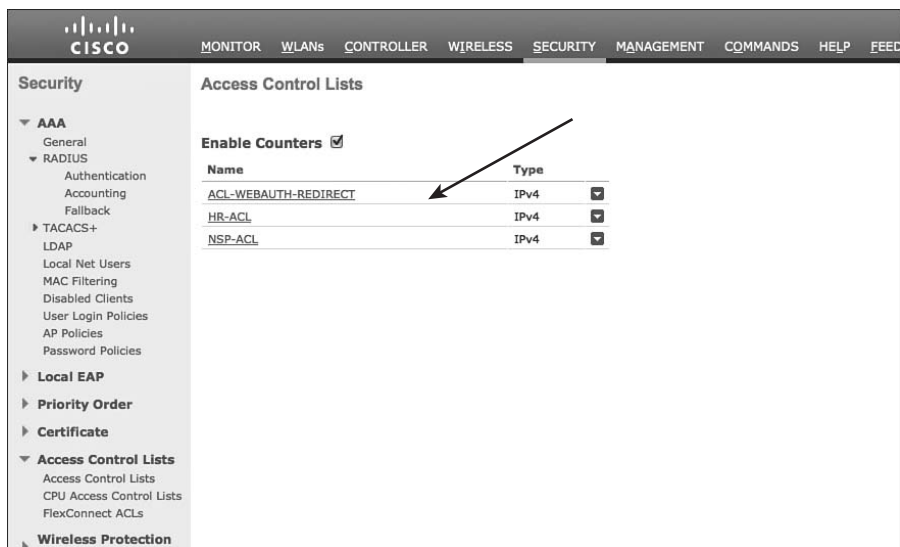 CISCO
MONITOR WLANs CONTROLLER WIRELESS SECURITY MANAGEMENT COMMANDS HELP FEED
Security
AAA
General
RADIUS
Authentication
Accounting
Fallback
TACACS+
LDAP
Local Net Users
MAC Filtering
Disabled Clients
User Login Policies
AP Policies
Password Policies
Local EAP
Priority Order
Certificate
Access Control Lists
Access Control Lists
CPU Access Control Lists
FlexConnect ACLs
Wireless Protection
Access Control Lists
Enable Counters
Name Type
ACL-WEBAUTH-REDIRECT IPv4
HR-ACL IPv4
NSP-ACL IPv4